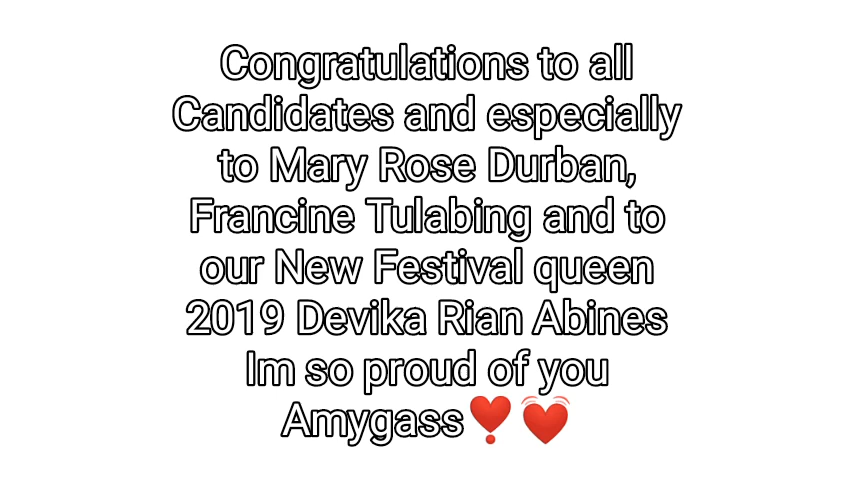 Congratulations to all
Candidates and especially
to Mary Rose Durban,
Francine Tulabing and to
our New Festival queen
2019 Devika Rian Abines
Im so proud of you
Amygass❣️💓